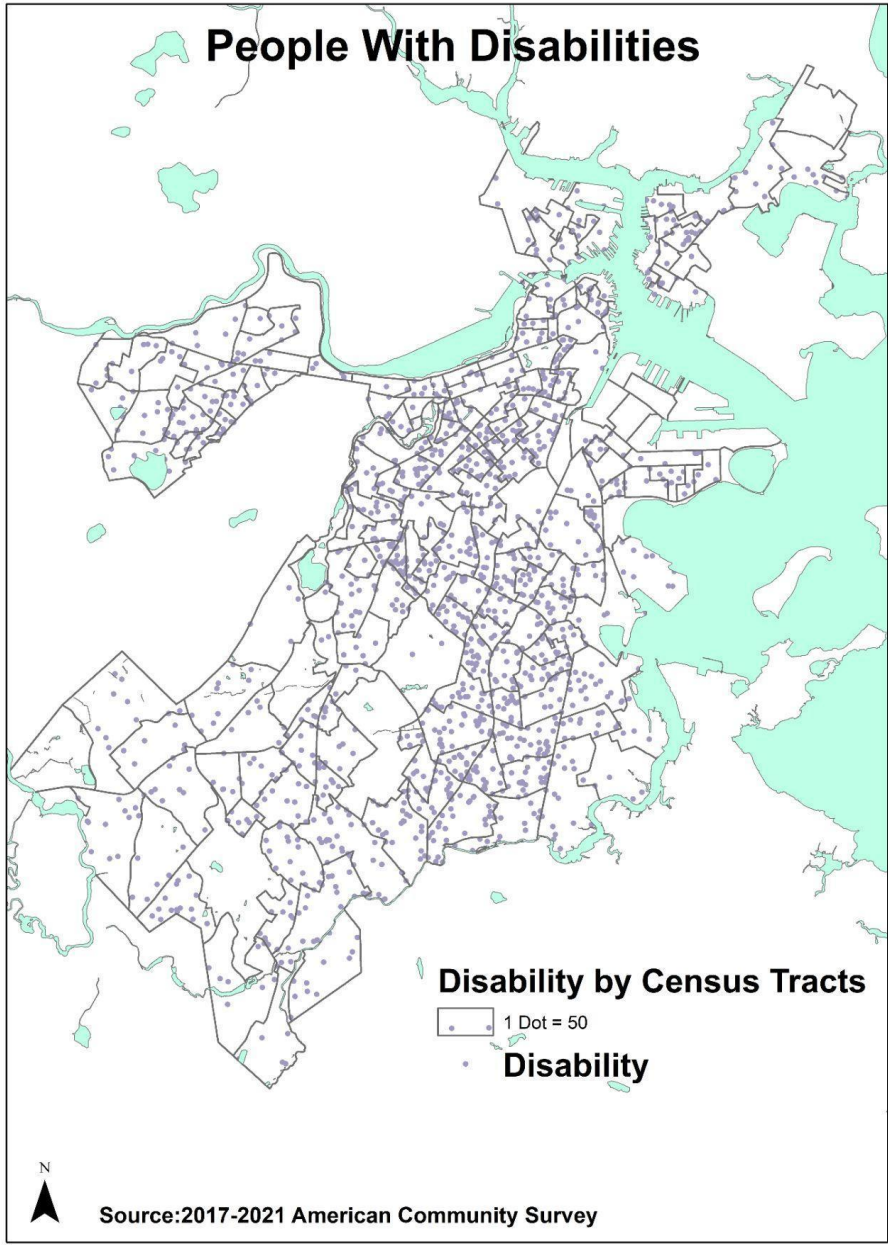 People With Disabilities
Disability by Census Tracts
1 Dot = 50
Disability
N
Source:2017-2021 American Community Survey